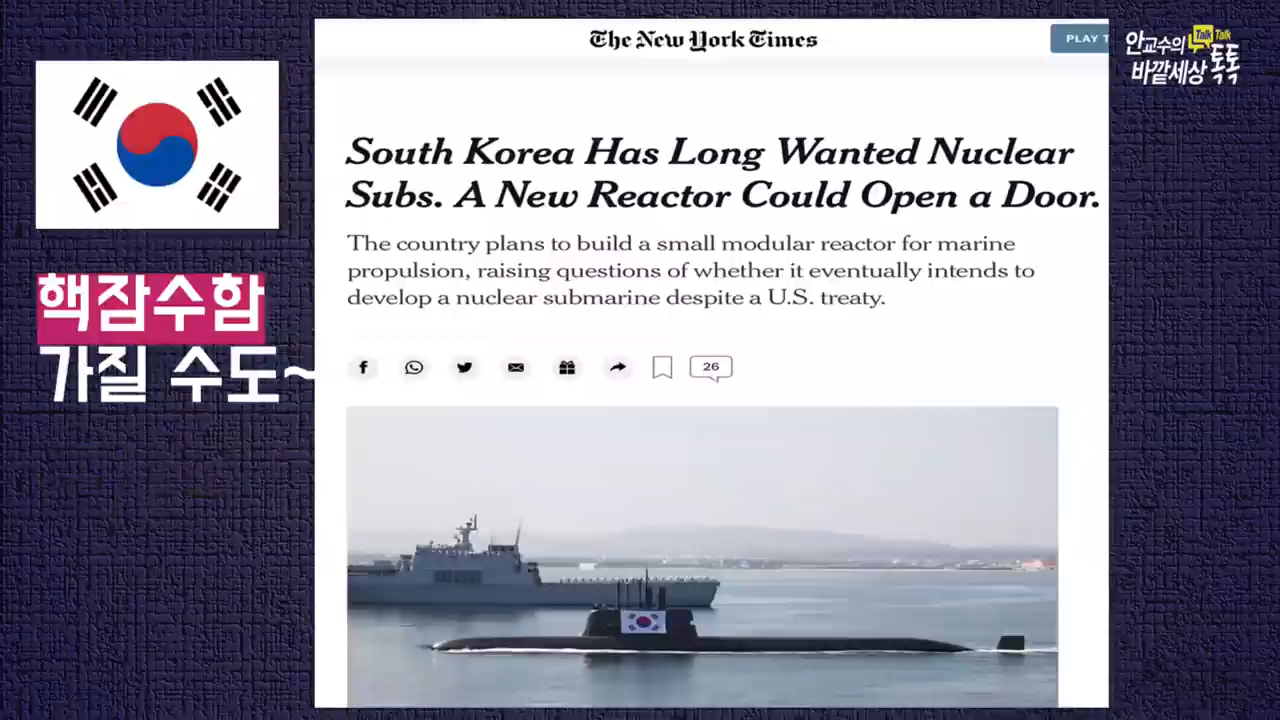 The New York Times
PLAY T
안교수의
Talk Talk
바깥세상 톡톡
South Korea Has Long Wanted Nuclear
Subs. A New Reactor Could Open a Door.
The country plans to build a small modular reactor for marine
propulsion, raising questions of whether it eventually intends to
develop a nuclear submarine despite a U.S. treaty.
핵잠수함
가질 수도~
26